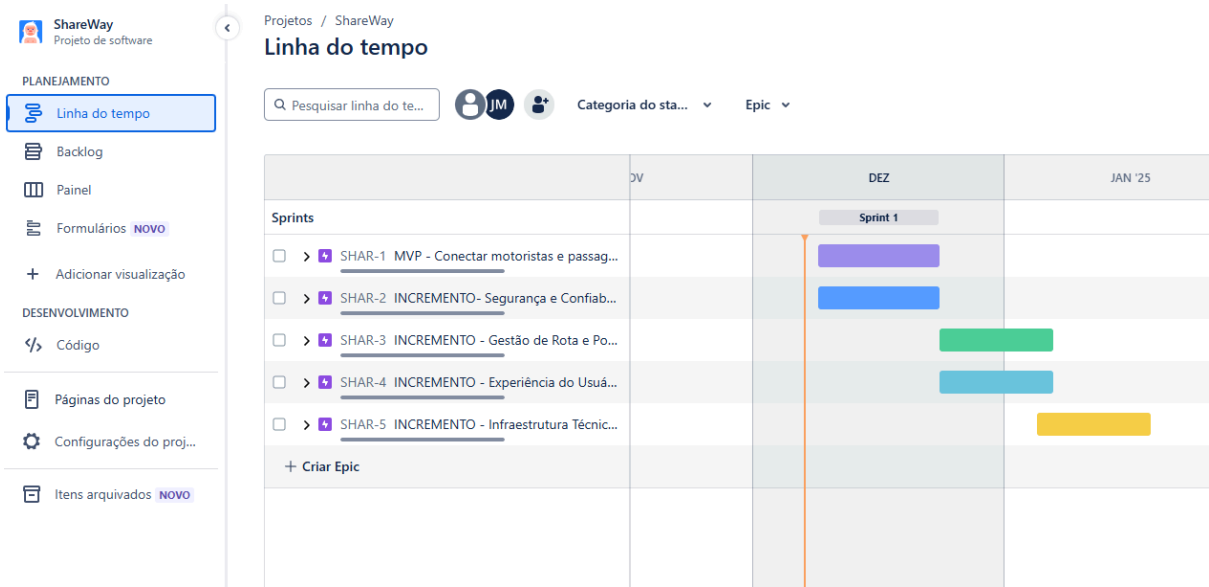 ShareWay
Projeto de software
PLANEJAMENTO
Linha do tempo
Backlog
Painel
Formulários NOVO
Adicionar visualização
DESENVOLVIMENTO
Código
Páginas do projeto
Configurações do proj...
Itens arquivados NOVO
Projetos / ShareWay
Linha do tempo
Pesquisar linha do te...
JM
Categoria do sta...
Epic
OV
DEZ
JAN '25
Sprints
Sprint 1
SHAR-1 MVP - Conectar motoristas e passag...
SHAR-2 INCREMENTO- Segurança e Confiab...
SHAR-3 INCREMENTO - Gestão de Rota e Po...
SHAR-4 INCREMENTO - Experiência do Usuá...
SHAR-5 INCREMENTO - Infraestrutura Técnic...
+ Criar Epic